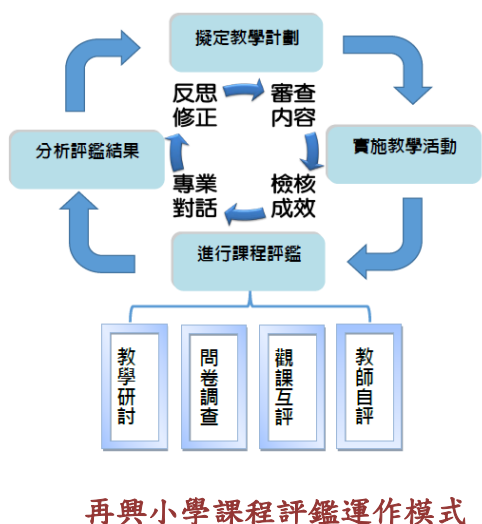 擬定教學計劃
反思
修正
審查
內容
分析評鑑結果
實施教學活動
專業
對話
檢核
成效
進行課程評鑑
教學研討
問卷調查
觀課互評
教師自評
再興小學課程評鑑運作模式